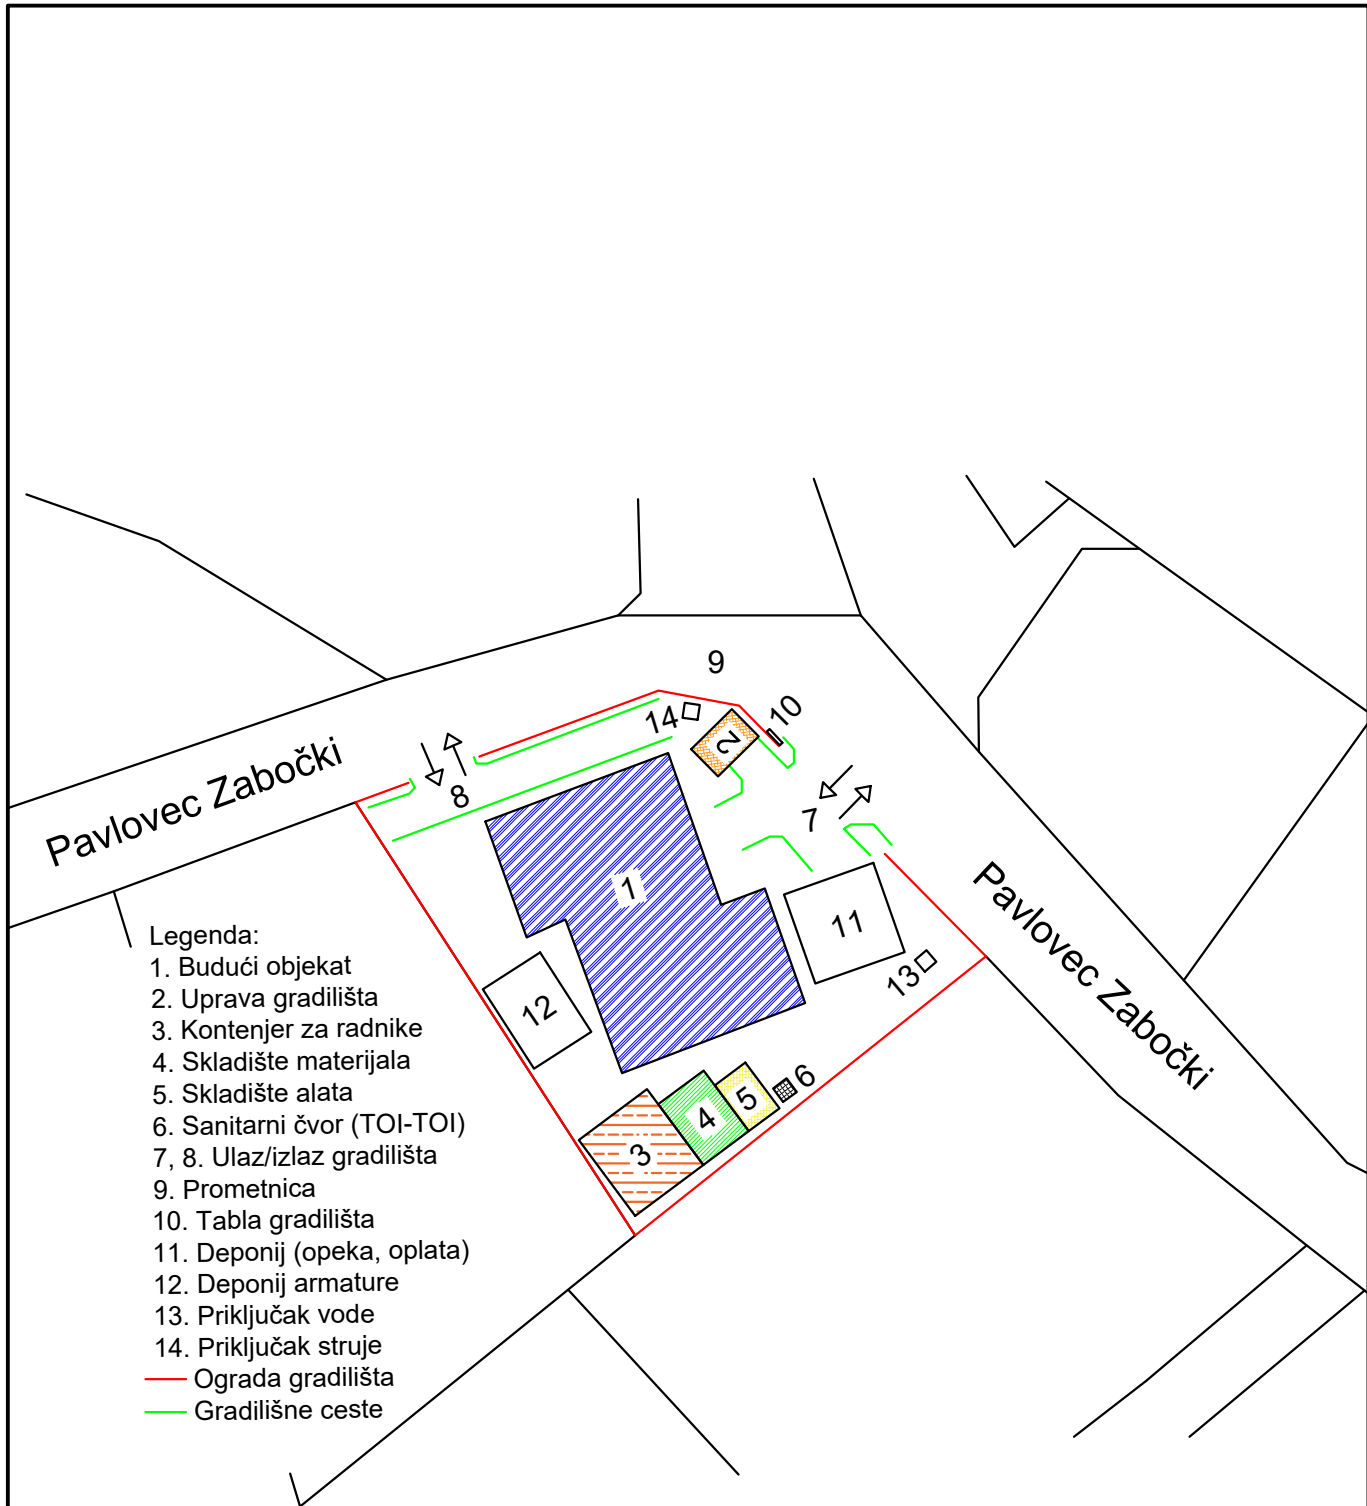 9
10
14
2
Pavlovec Zabočki
8
7
1
11
Pavlovec Zabočki
13
12
6
5
4
3
Legenda:
1. Budući objekat
2. Uprava gradilišta
3. Kontenjer za radnike
4. Skladište materijala
5. Skladište alata
6. Sanitarni čvor (TOI-TOI)
7, 8. Ulaz/izlaz gradilišta
9. Prometnica
10. Tabla gradilišta
11. Deponij (opeka, oplata)
12. Deponij armature
13. Priključak vode
14. Priključak struje
Ograda gradilišta
Gradilišne ceste